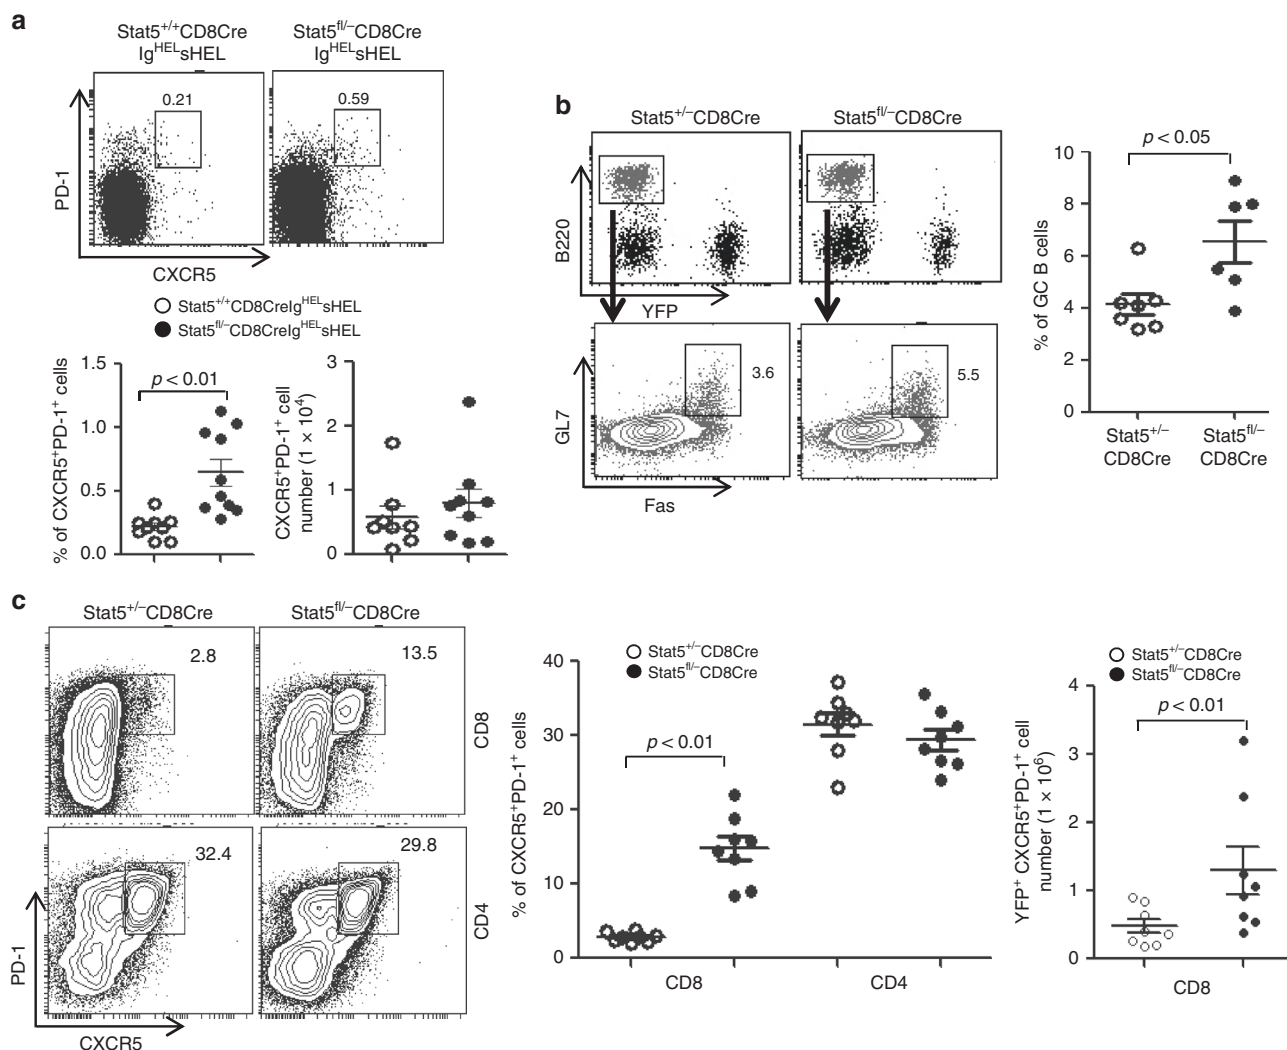 a
Stat5+/+CD8Cre
IgHELsHEL
Stat5fl/–CD8Cre
IgHELsHEL
0.21
0.59
PD-1
CXCR5
Stat5+/+CD8CreIgHELsHEL
Stat5fl/–CD8CreIgHELsHEL
% of CXCR5+PD-1+ cells
1.5
1.0
0.5
0.0
p < 0.01
CXCR5+PD-1+ cell
number (1 × 104)
3
2
1
0
b
Stat5+/–CD8Cre
Stat5fl/–CD8Cre
B220
YFP
3.6
5.5
GL7
Fas
% of GC B cells
10
8
6
4
2
0
p < 0.05
Stat5+/–
CD8Cre
Stat5fl/–
CD8Cre
c
Stat5+/–CD8Cre
Stat5fl/–CD8Cre
2.8
13.5
CD8
32.4
29.8
CD4
PD-1
CXCR5
Stat5+/–CD8Cre
Stat5fl/–CD8Cre
% of CXCR5+PD-1+ cells
40
30
20
10
0
p < 0.01
CD8
CD4
Stat5+/–CD8Cre
Stat5fl/–CD8Cre
YFP+ CXCR5+PD-1+ cell
number (1 × 106)
4
3
2
1
0
p < 0.01
CD8